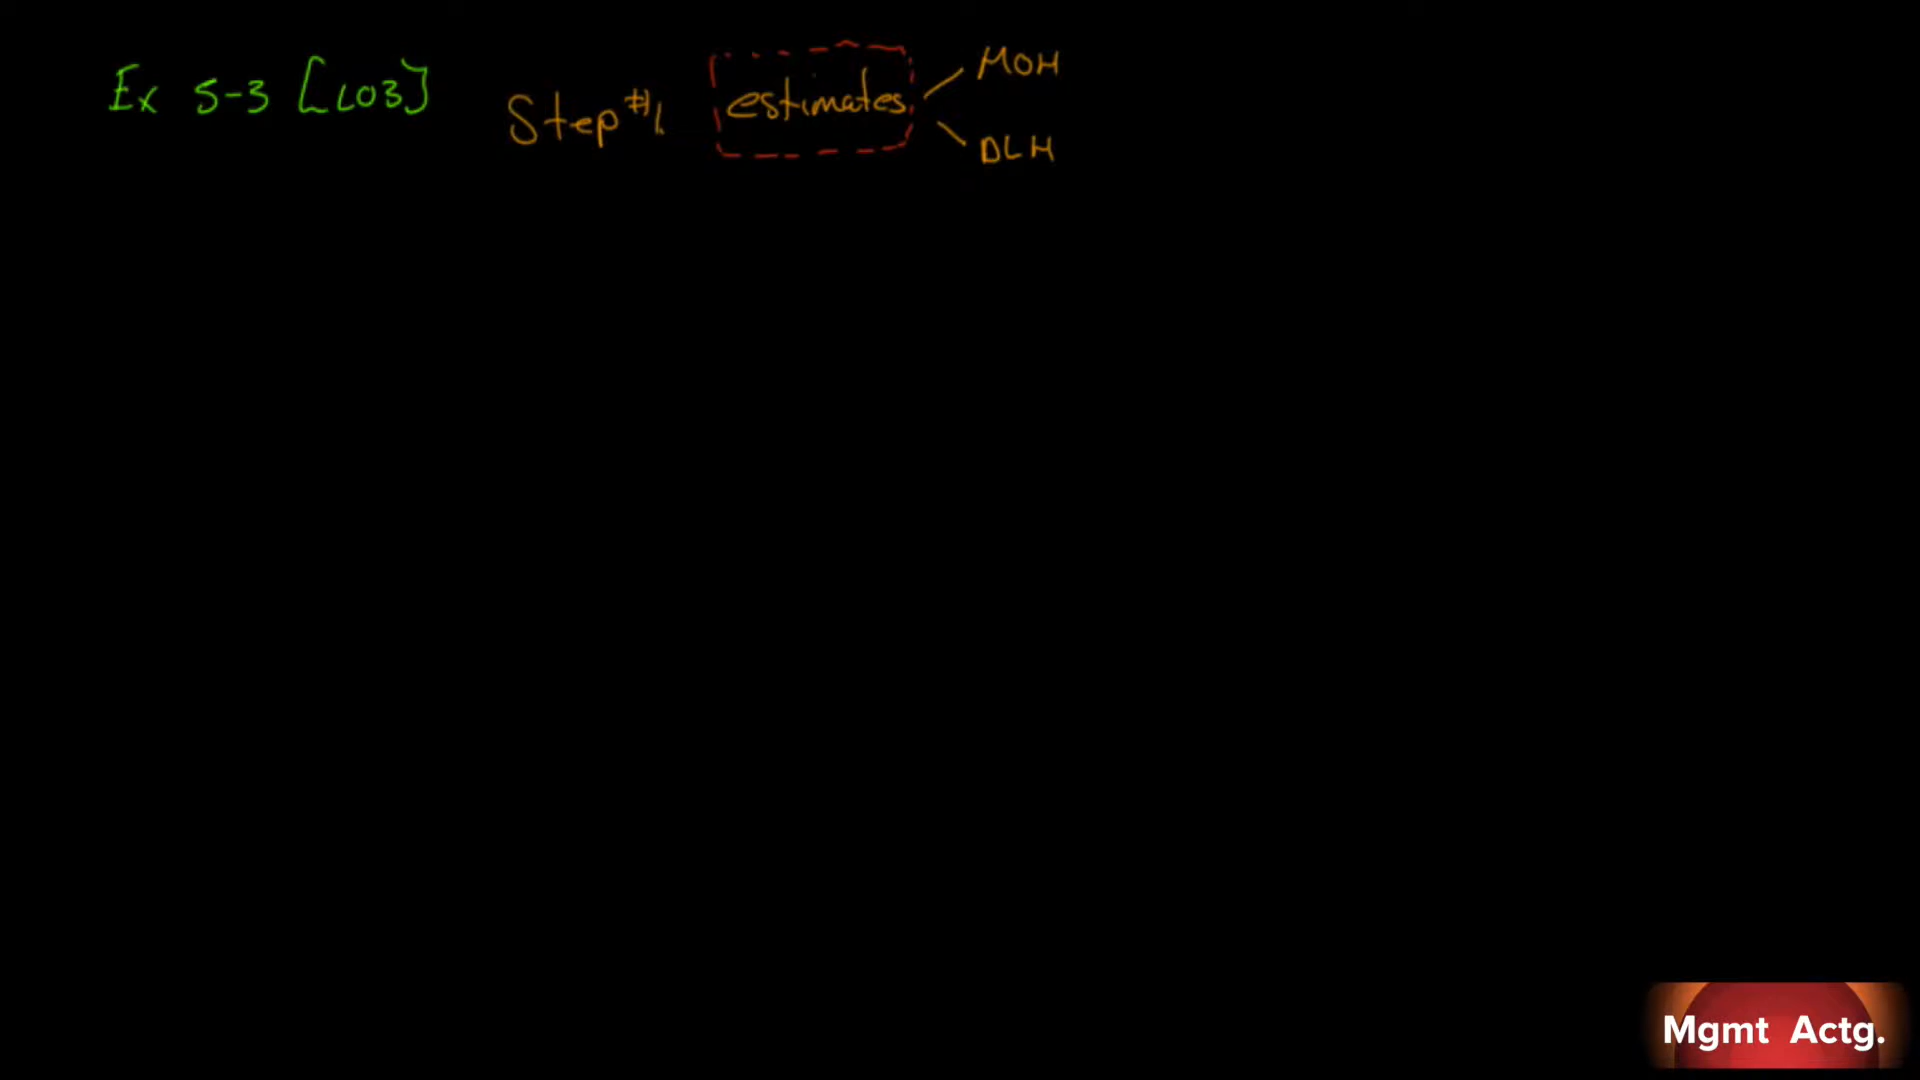 Ex 5-3 [LO3]
Step #1
estimates
MOH
DLH
Mgmt Actg.